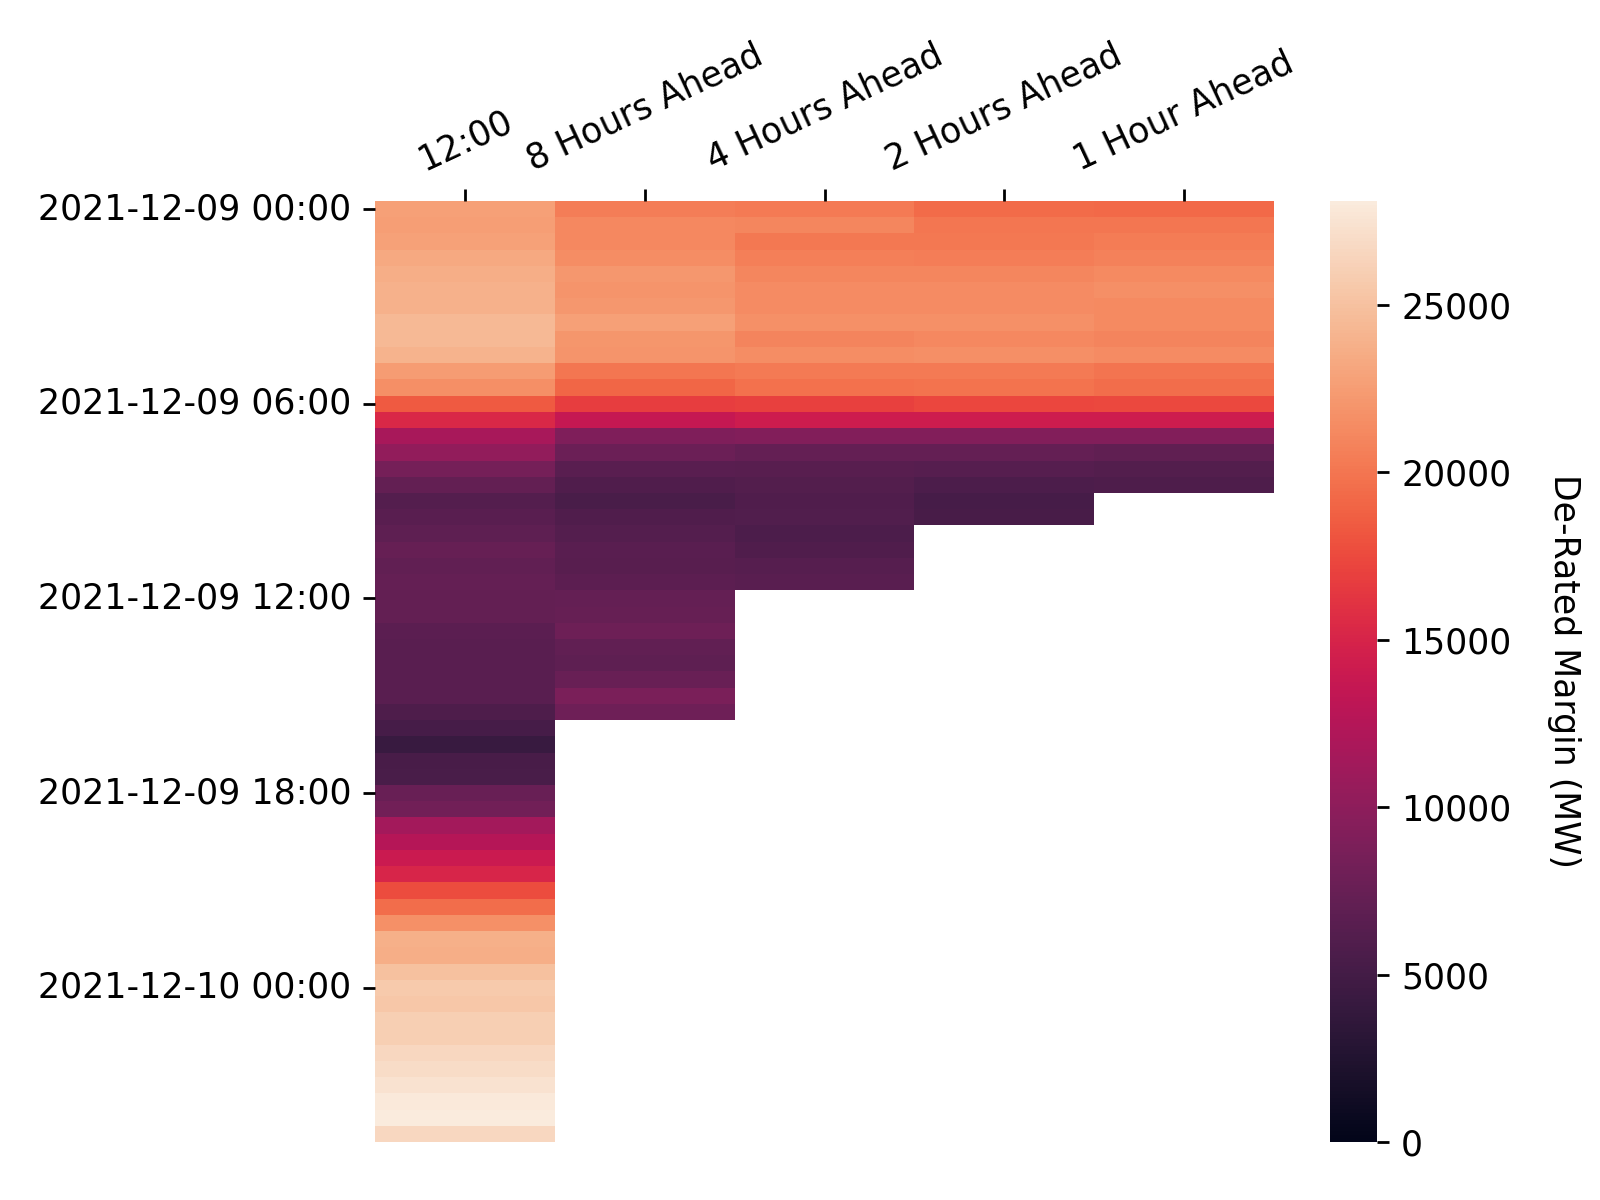 12:00
8 Hours Ahead
4 Hours Ahead
2 Hours Ahead
1 Hour Ahead
2021-12-09 00:00
2021-12-09 06:00
2021-12-09 12:00
2021-12-09 18:00
2021-12-10 00:00
25000
20000
15000
10000
5000
0
De-Rated Margin (MW)